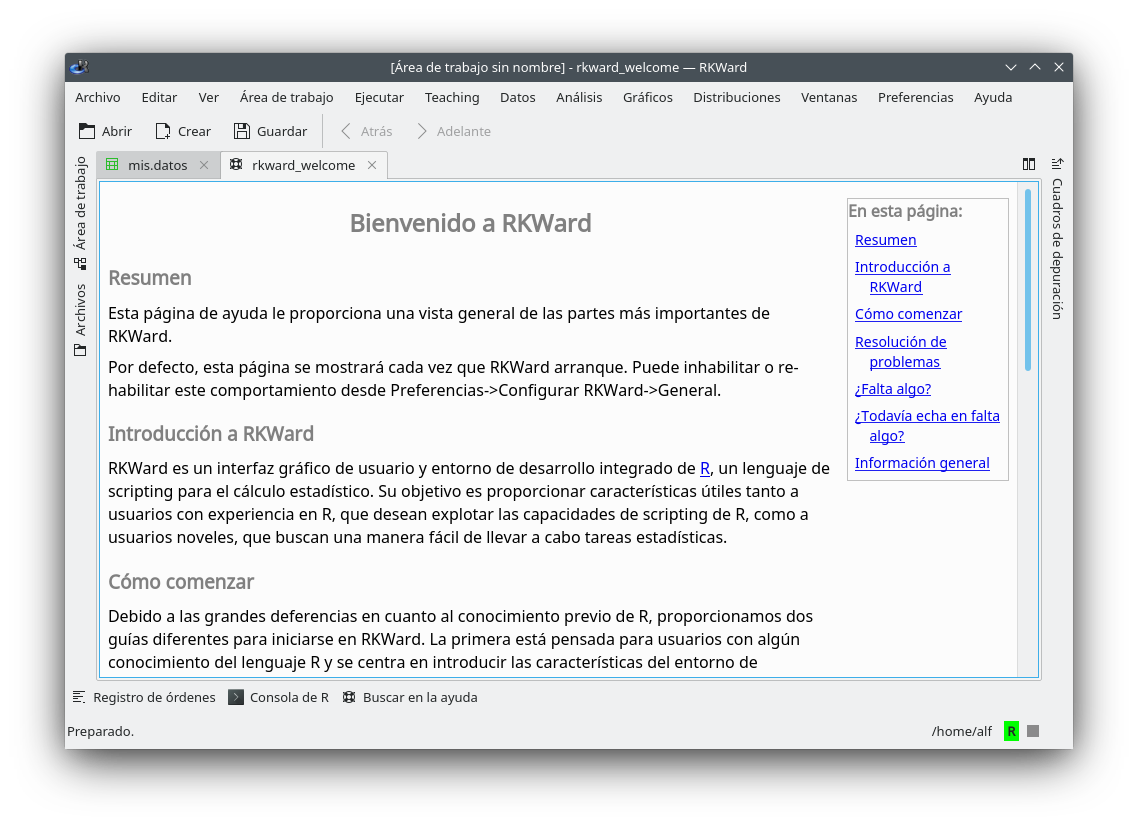 [Área de trabajo sin nombre] - rkward_welcome — RKWard
Archivo Editar Ver Área de trabajo Ejecutar Teaching Datos Análisis Gráficos Distribuciones Ventanas Preferencias Ayuda
Abrir Crear Guardar Atrás Adelante
mis.datos rkward_welcome
Área de trabajo
Archivos
Bienvenido a RKWard
Resumen
Esta página de ayuda le proporciona una vista general de las partes más importantes de
RKWard.
Por defecto, esta página se mostrará cada vez que RKWard arranque. Puede inhabilitar o re-
habilitar este comportamiento desde Preferencias->Configurar RKWard->General.
Introducción a RKWard
RKWard es un interfaz gráfico de usuario y entorno de desarrollo integrado de R, un lenguaje de
scripting para el cálculo estadístico. Su objetivo es proporcionar características útiles tanto a
usuarios con experiencia en R, que desean explotar las capacidades de scripting de R, como a
usuarios noveles, que buscan una manera fácil de llevar a cabo tareas estadísticas.
Cómo comenzar
Debido a las grandes deferencias en cuanto al conocimiento previo de R, proporcionamos dos
guías diferentes para iniciarse en RKWard. La primera está pensada para usuarios con algún
conocimiento del lenguaje R y se centra en introducir las características del entorno de
En esta página:
Resumen
Introducción a
RKWard
Cómo comenzar
Resolución de
problemas
¿Falta algo?
¿Todavía echa en falta
algo?
Información general
Cuadros de depuración
Registro de órdenes Consola de R Buscar en la ayuda
Preparado. /home/alf R